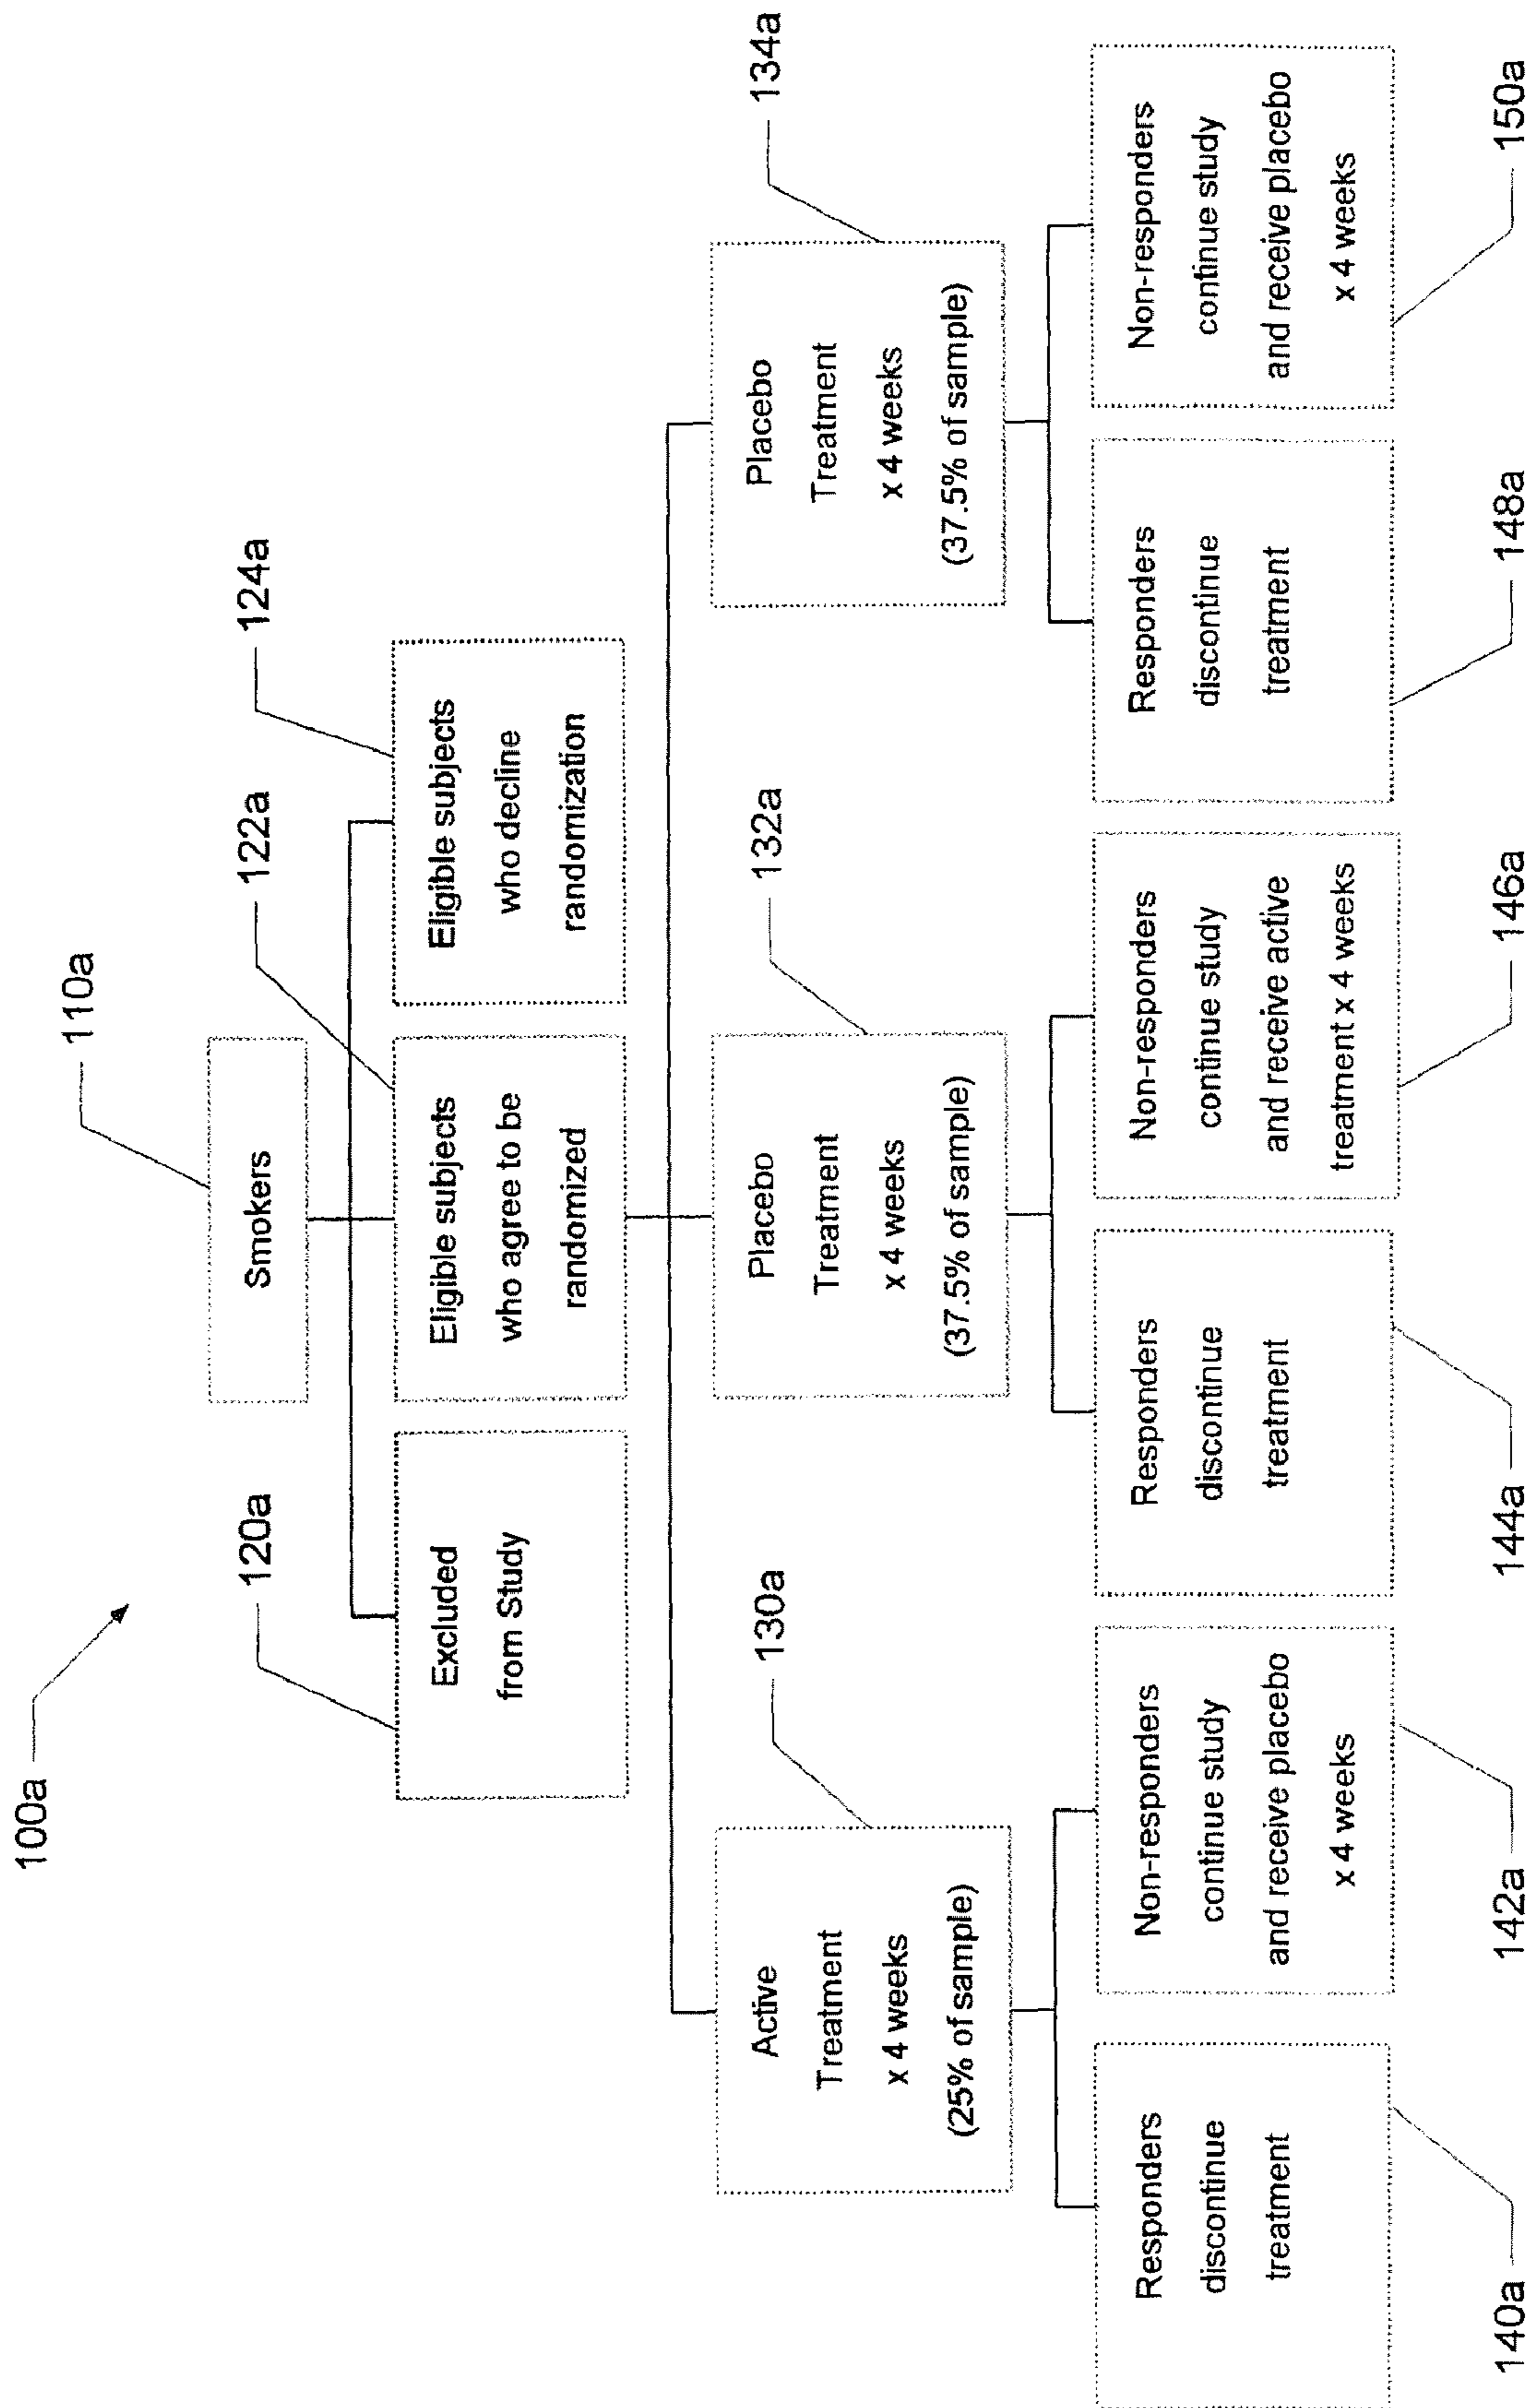 100a
110a
Smokers
120a
122a
124a
Excluded
from Study
Eligible subjects
who agree to be
randomized
Eligible subjects
who decline
randomization
130a
132a
134a
Active
Treatment
x 4 weeks
(25% of sample)
Placebo
Treatment
x 4 weeks
(37.5% of sample)
Placebo
Treatment
x 4 weeks
(37.5% of sample)
Responders
discontinue
treatment
Non-responders
continue study
and receive placebo
x 4 weeks
Responders
discontinue
treatment
Non-responders
continue study
and receive active
treatment x 4 weeks
Responders
discontinue
treatment
Non-responders
continue study
and receive placebo
x 4 weeks
140a
142a
144a
146a
148a
150a